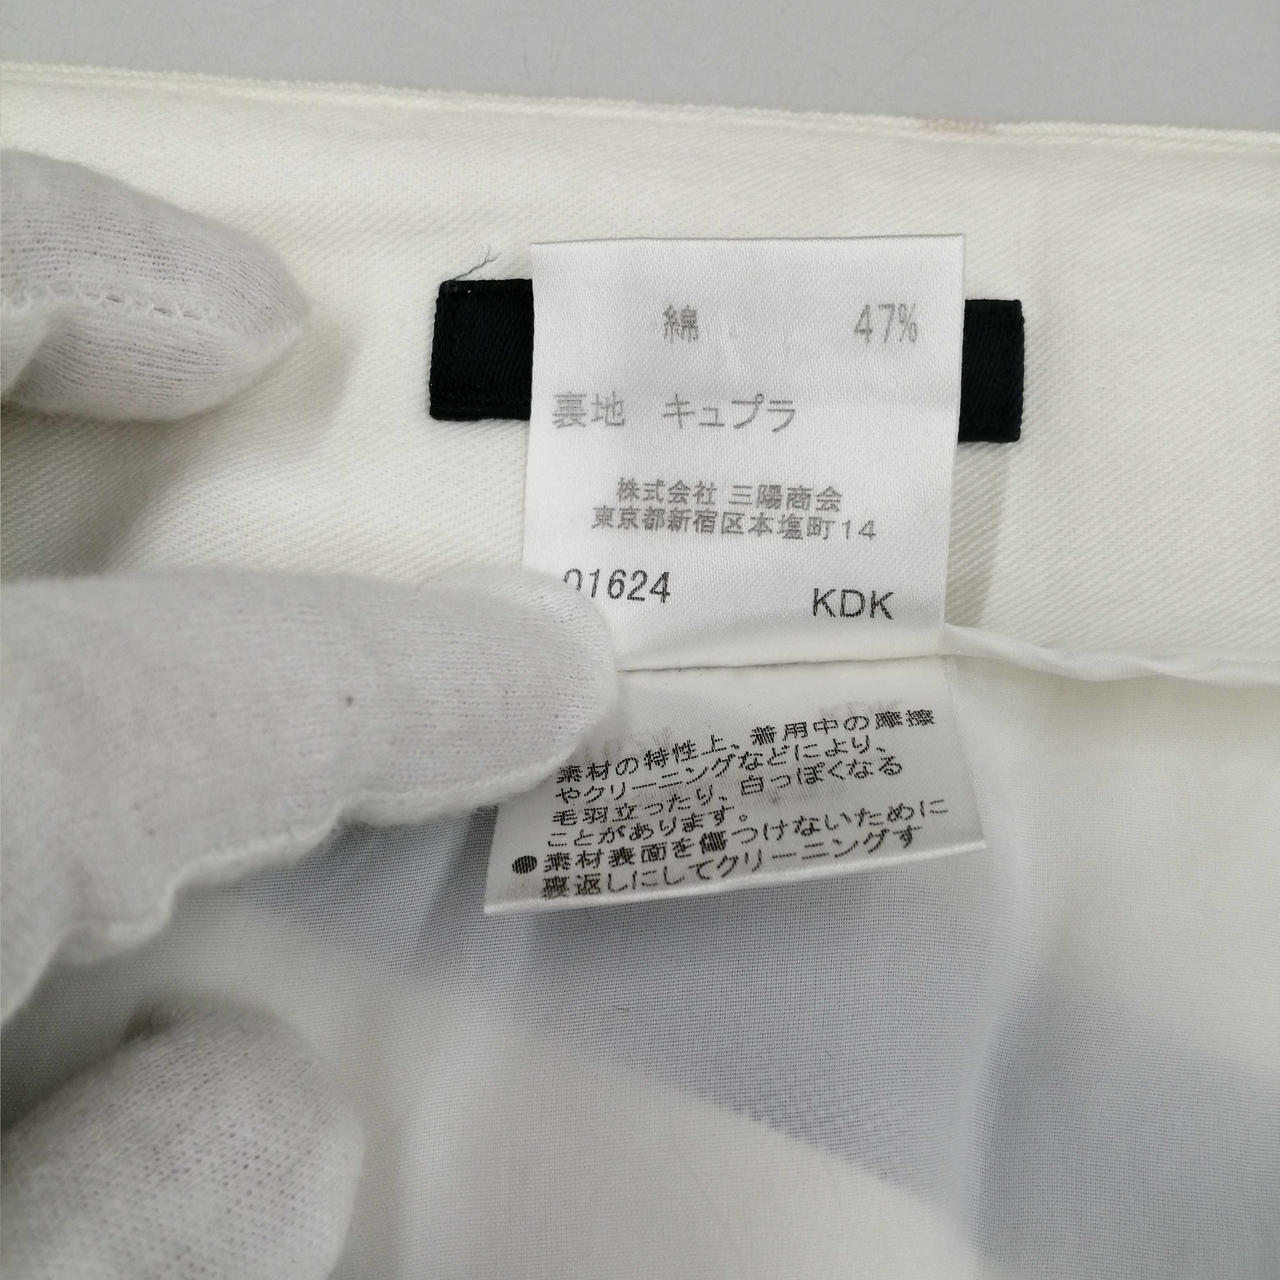 綿 47%
裏地 キュプラ
株式会社 三陽商会
東京都新宿区本塩町14
01624 KDK
素材の特性上、着用中の摩擦
やクリーニングなどにより、
毛羽立ったり、白っぽくなる
ことがあります。
●素材表面を傷つけないために
裏返しにしてクリーニングす